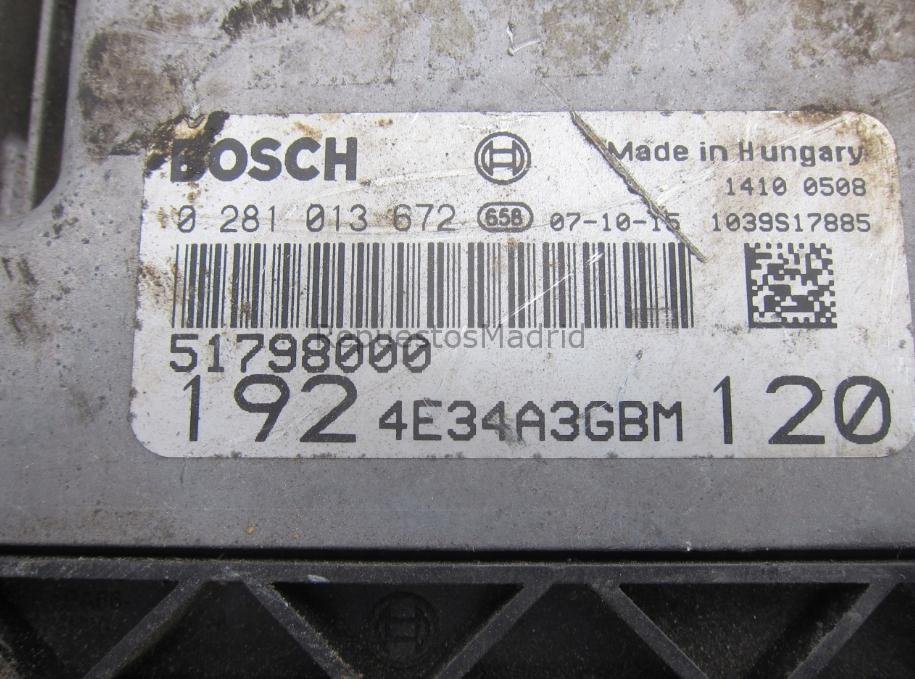 BOSCH
Made in Hungary
1410 0508
0 281 013 672 658 07-10-15 1039S17885
RepuestosMadrid
51798000
192 4E34A3GBM 120